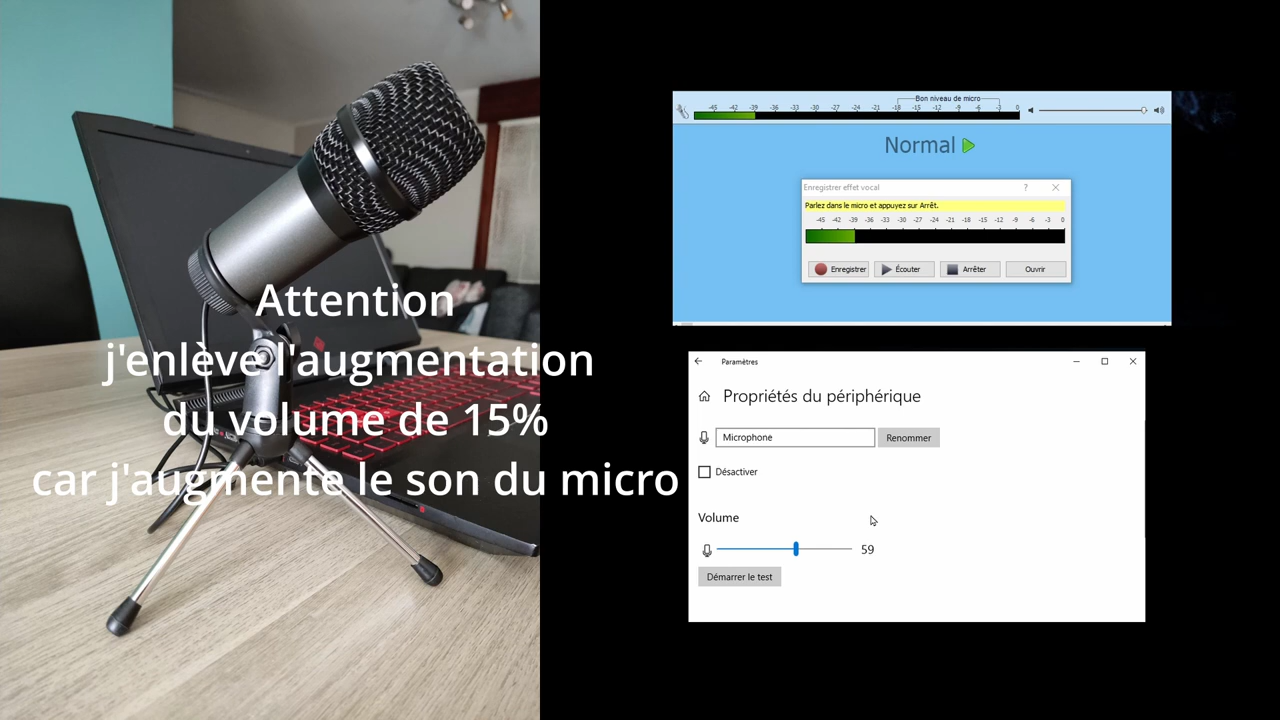 Attention
j'enlève l'augmentation
du volume de 15%
car j'augmente le son du micro
Bon niveau de micro
-45 -42 -39 -36 -33 -30 -27 -24 -21 -18 -15 -12 -9 -6 -3 0
Normal
Enregistrer effet vocal ?
Parlez dans le micro et appuyez sur Arrêt.
-45 -42 -39 -36 -33 -30 -27 -24 -21 -18 -15 -12 -9 -6 -3 0
Enregistrer Écouter Arrêter Ouvrir
Paramètres
Propriétés du périphérique
Microphone Renommer
Désactiver
Volume
59
Démarrer le test